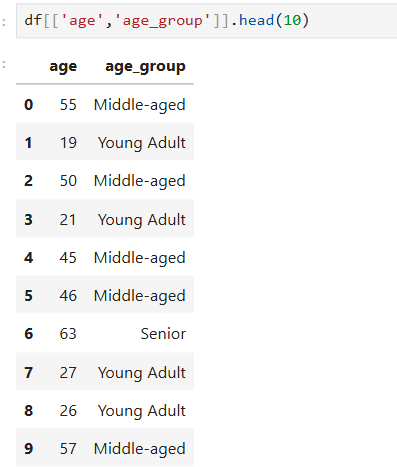 : df[['age','age_group']].head(10)
:
age age_group
0 55 Middle-aged
1 19 Young Adult
2 50 Middle-aged
3 21 Young Adult
4 45 Middle-aged
5 46 Middle-aged
6 63 Senior
7 27 Young Adult
8 26 Young Adult
9 57 Middle-aged